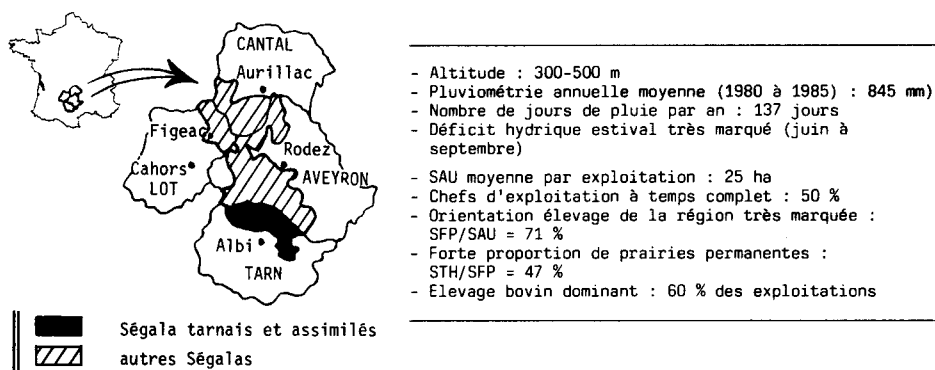 CANTAL
Aurillac
Figeac
Rodez
Cahors
LOT
AVEYRON
Albi
TARN
Ségala tarnais et assimilés
autres Ségalas
- Altitude : 300-500 m
- Pluviométrie annuelle moyenne (1980 à 1985) : 845 mm)
- Nombre de jours de pluie par an : 137 jours
- Déficit hydrique estival très marqué (juin à
septembre)
- SAU moyenne par exploitation : 25 ha
- Chefs d'exploitation à temps complet : 50 %
- Orientation élevage de la région très marquée :
SFP/SAU = 71 %
- Forte proportion de prairies permanentes :
STH/SFP = 47 %
- Elevage bovin dominant : 60 % des exploitations